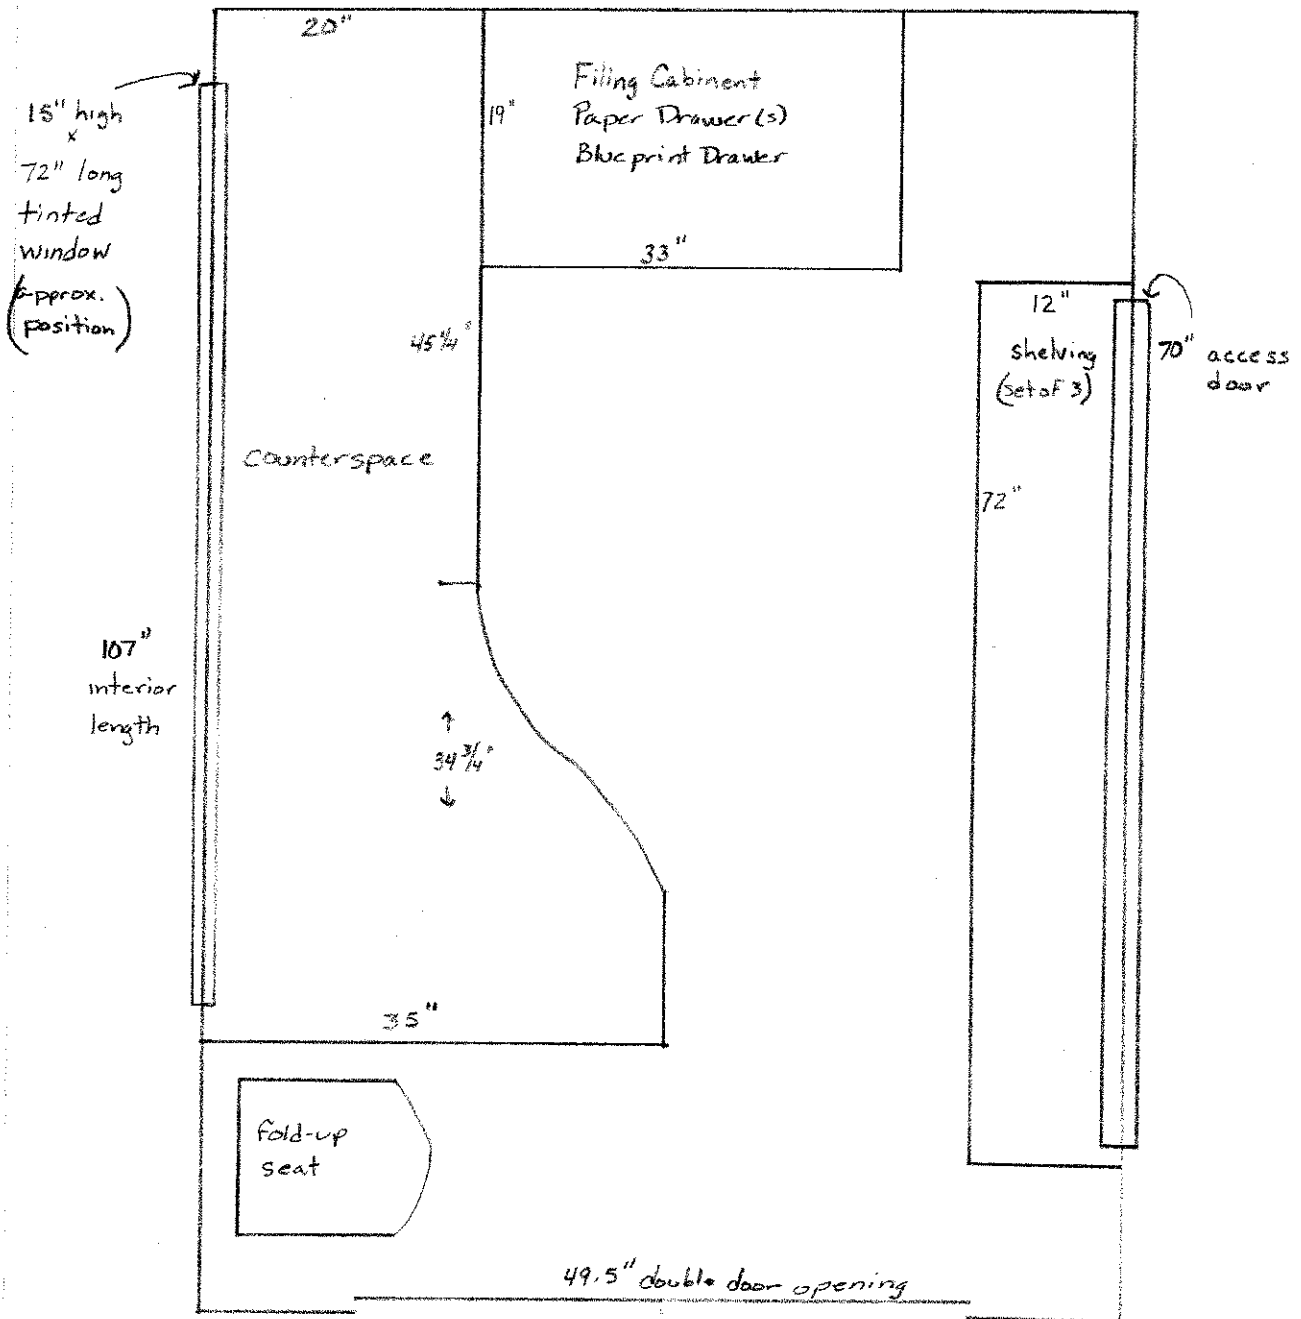 20"
15" high
x
72" long
tinted
window
(approx.
position)
19"
Filing Cabinent
Paper Drawer(s)
Blueprint Drawer
33"
45 1/4"
counterspace
12"
shelving
(set of 3)
70" access
door
72"
107"
interior
length
34 3/4"
35"
fold-up
seat
49.5" double door opening